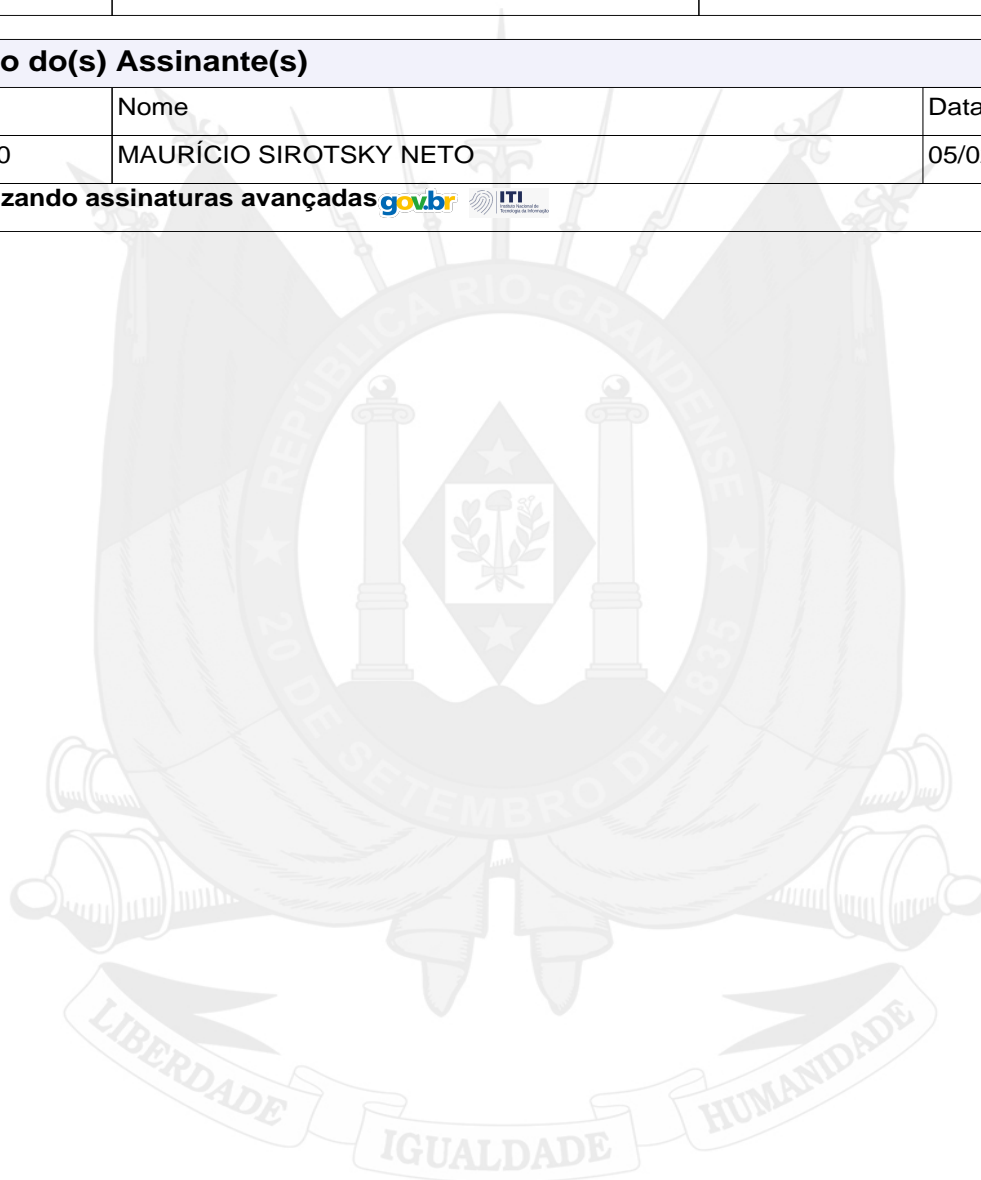 o do(s) Assinante(s)
Nome Data
0 MAURÍCIO SIROTSKY NETO 05/0
zando assinaturas avançadas gov.br ITI
REPÚBLICA RIO-GRANDENSE
20 DE SETEMBRO DE 1835
LIBERDADE IGUALDADE HUMANIDADE